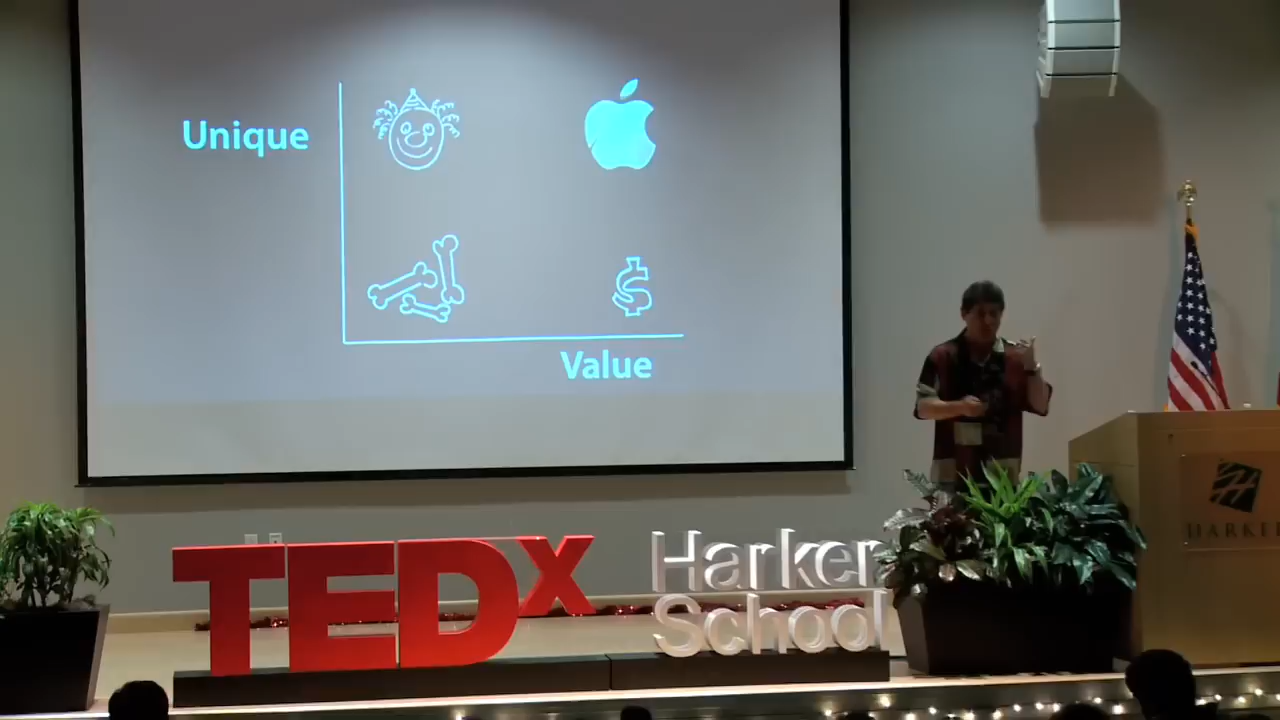 Unique
Value
TEDx
Harker
School
HARKER